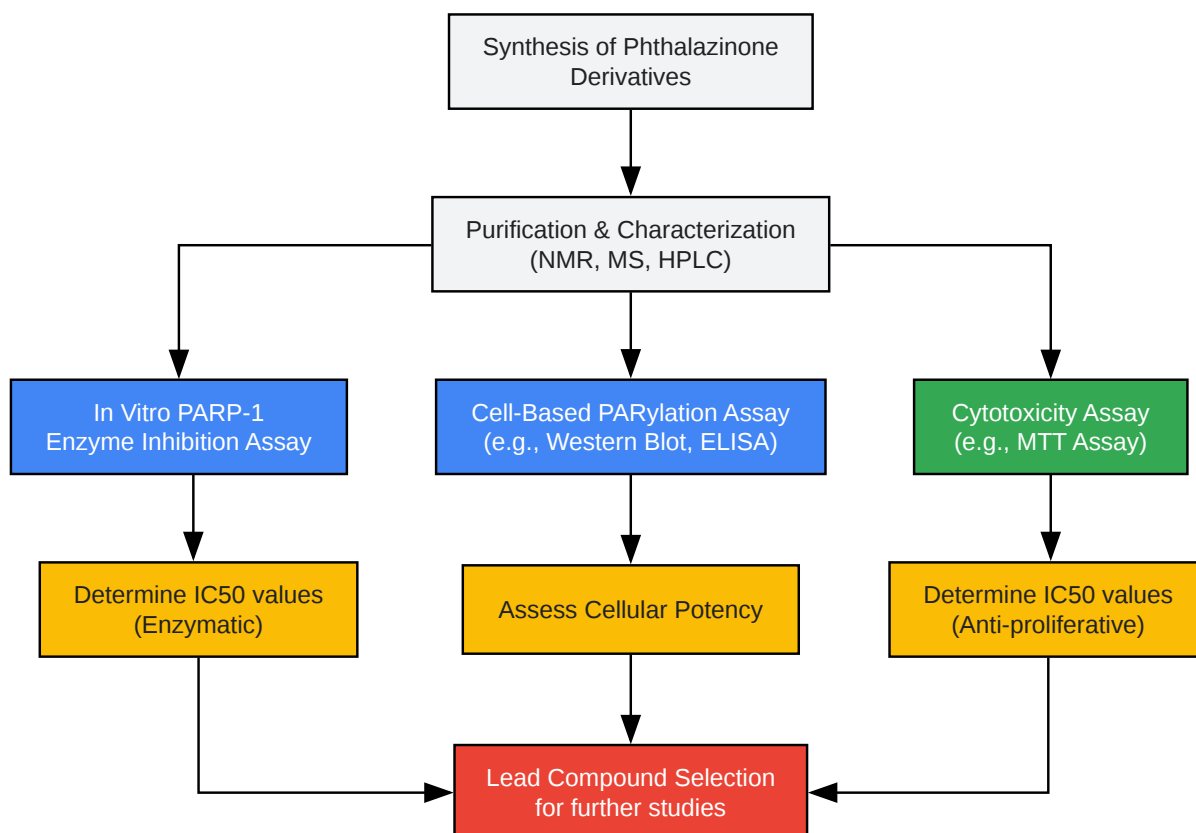 Synthesis of Phthalazinone
Derivatives
Purification & Characterization
(NMR, MS, HPLC)
In Vitro PARP-1
Enzyme Inhibition Assay
Cell-Based PARylation Assay
(e.g., Western Blot, ELISA)
Cytotoxicity Assay
(e.g., MTT Assay)
Determine IC50 values
(Enzymatic)
Assess Cellular Potency
Determine IC50 values
(Anti-proliferative)
Lead Compound Selection
for further studies